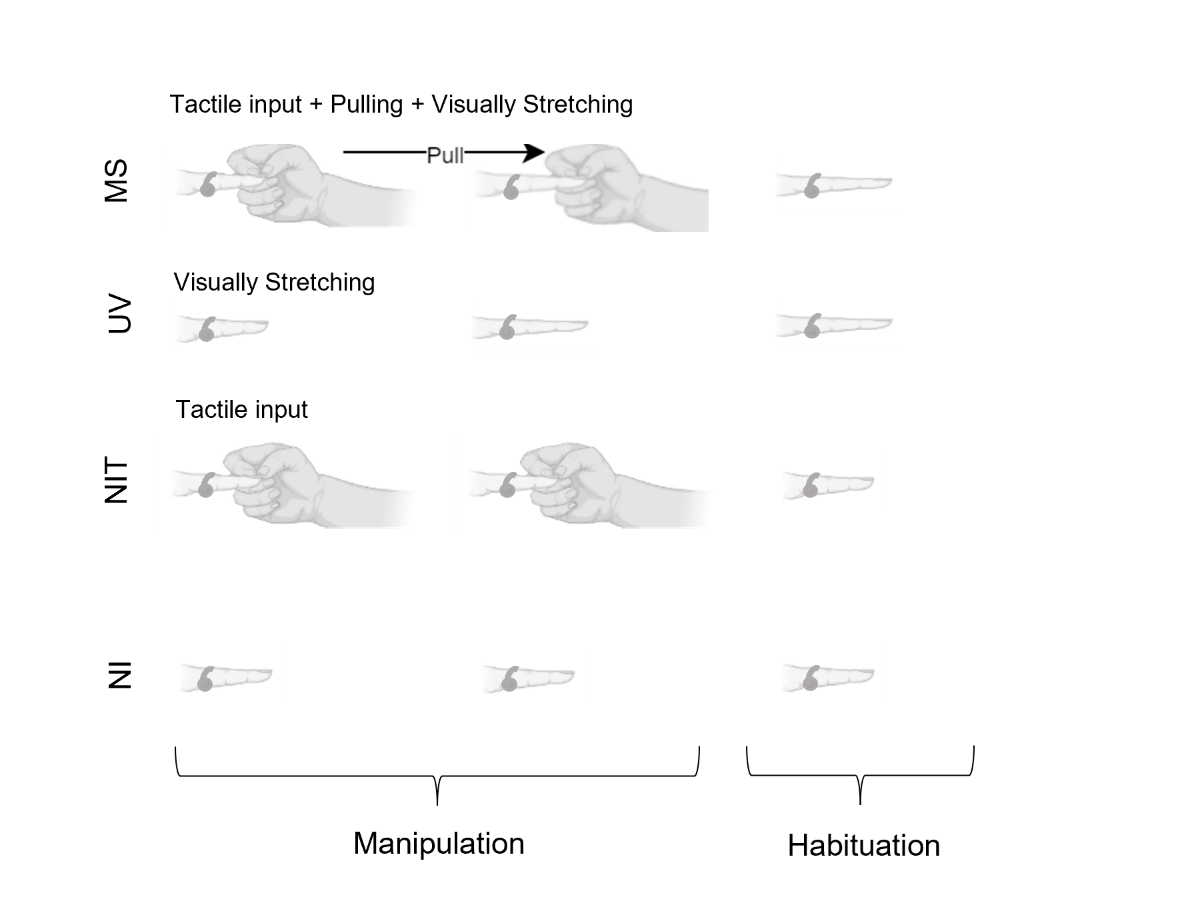 Tactile input + Pulling + Visually Stretching
MS
Pull
Visually Stretching
UV
Tactile input
NIT
NI
Manipulation
Habituation